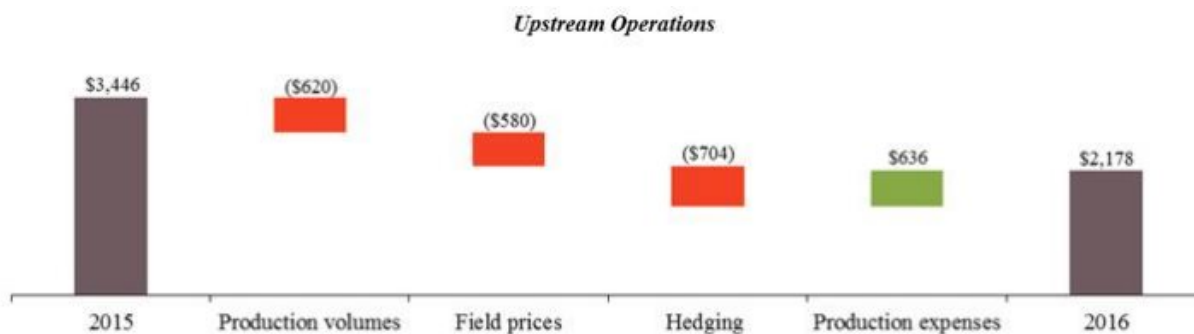 Upstream Operations
$3,446
($620)
($580)
($704)
$636
$2,178
2015
Production volumes
Field prices
Hedging
Production expenses
2016